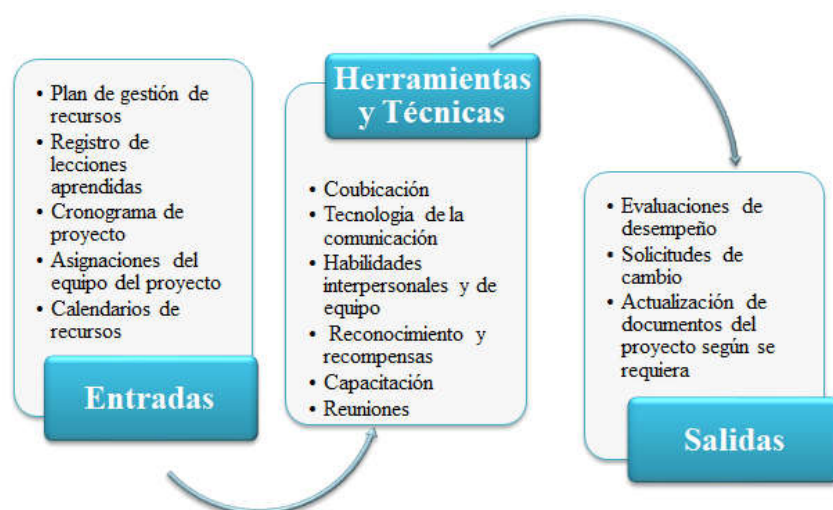 • Plan de gestión de
recursos
• Registro de
lecciones
aprendidas
• Cronograma de
proyecto
• Asignaciones del
equipo del proyecto
• Calendarios de
recursos
Entradas
Herramientas
y Técnicas
• Coubicación
• Tecnología de la
comunicación
• Habilidades
interpersonales y de
equipo
• Reconocimiento y
recompensas
• Capacitación
• Reuniones
• Evaluaciones de
desempeño
• Solicitudes de
cambio
• Actualización de
documentos del
proyecto según se
requiera
Salidas